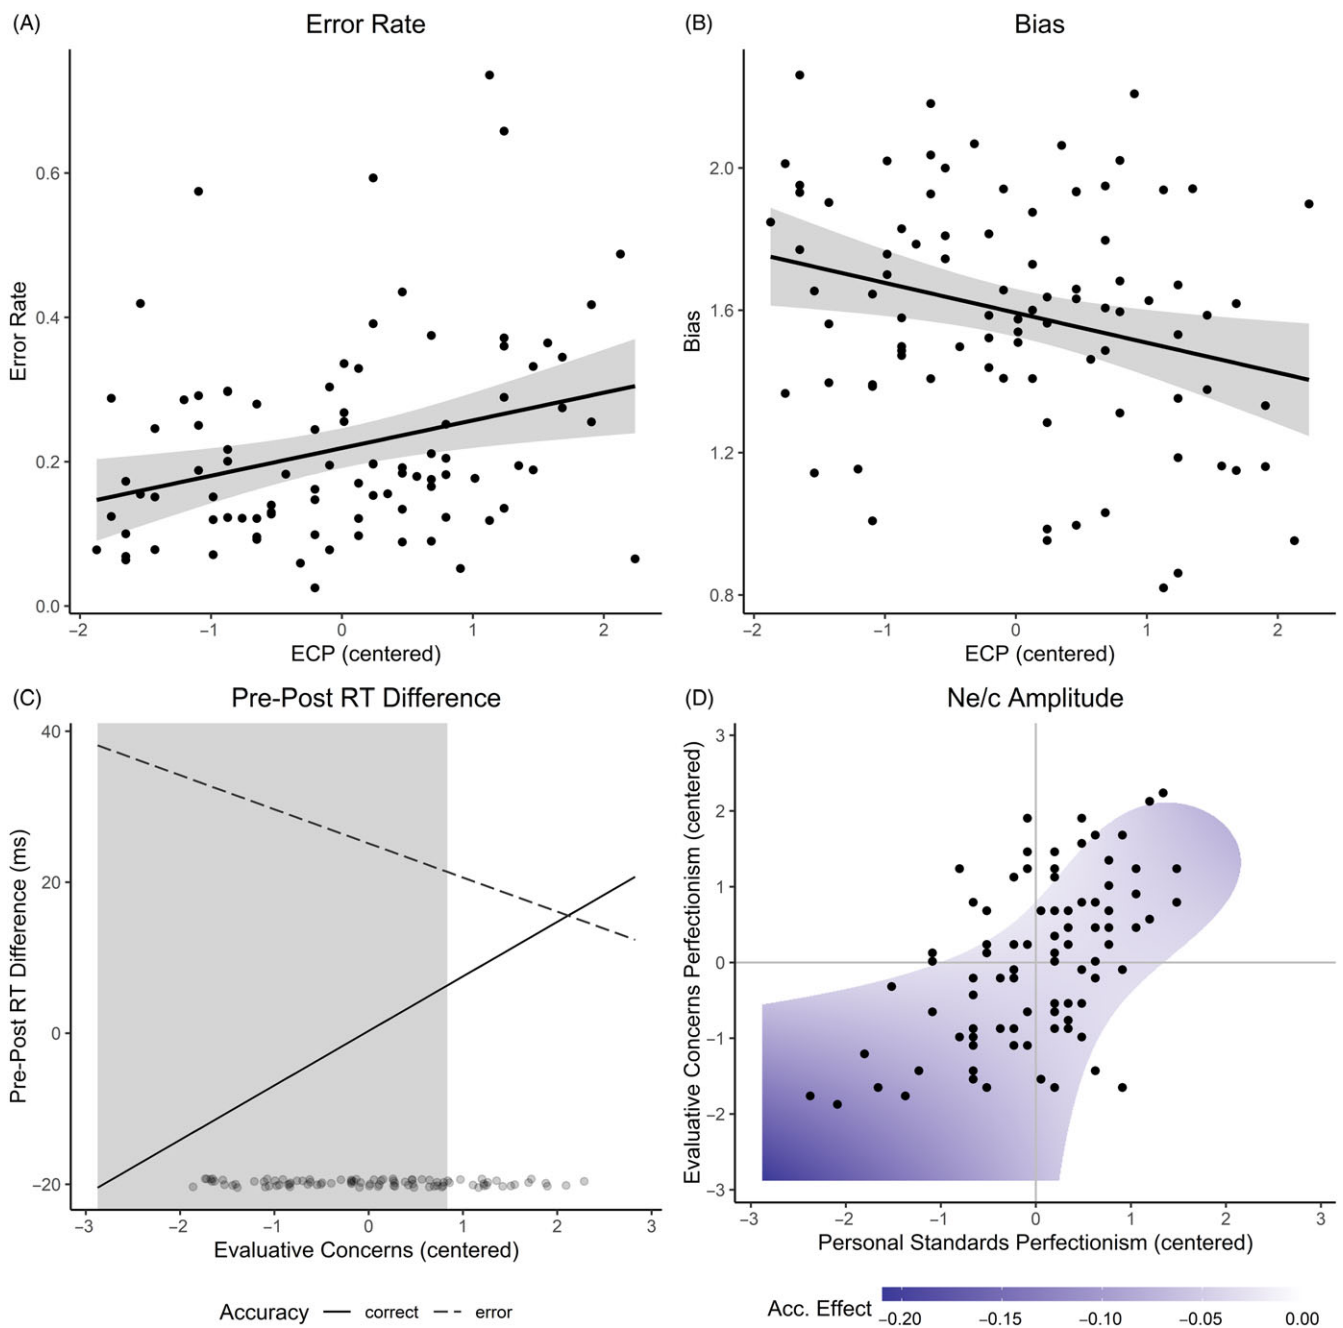 (A)
Error Rate
Error Rate
0.6
0.4
0.2
0.0
−2
−1
0
1
2
ECP (centered)
(B)
Bias
Bias
2.0
1.6
1.2
0.8
−2
−1
0
1
2
ECP (centered)
(C)
Pre-Post RT Difference
Pre-Post RT Difference (ms)
40
20
0
−20
−3
−2
−1
0
1
2
3
Evaluative Concerns (centered)
Accuracy correct error
(D)
Ne/c Amplitude
Evaluative Concerns Perfectionism (centered)
3
2
1
0
−1
−2
−3
−3
−2
−1
0
1
2
3
Personal Standards Perfectionism (centered)
Acc. Effect
−0.20
−0.15
−0.10
−0.05
0.00